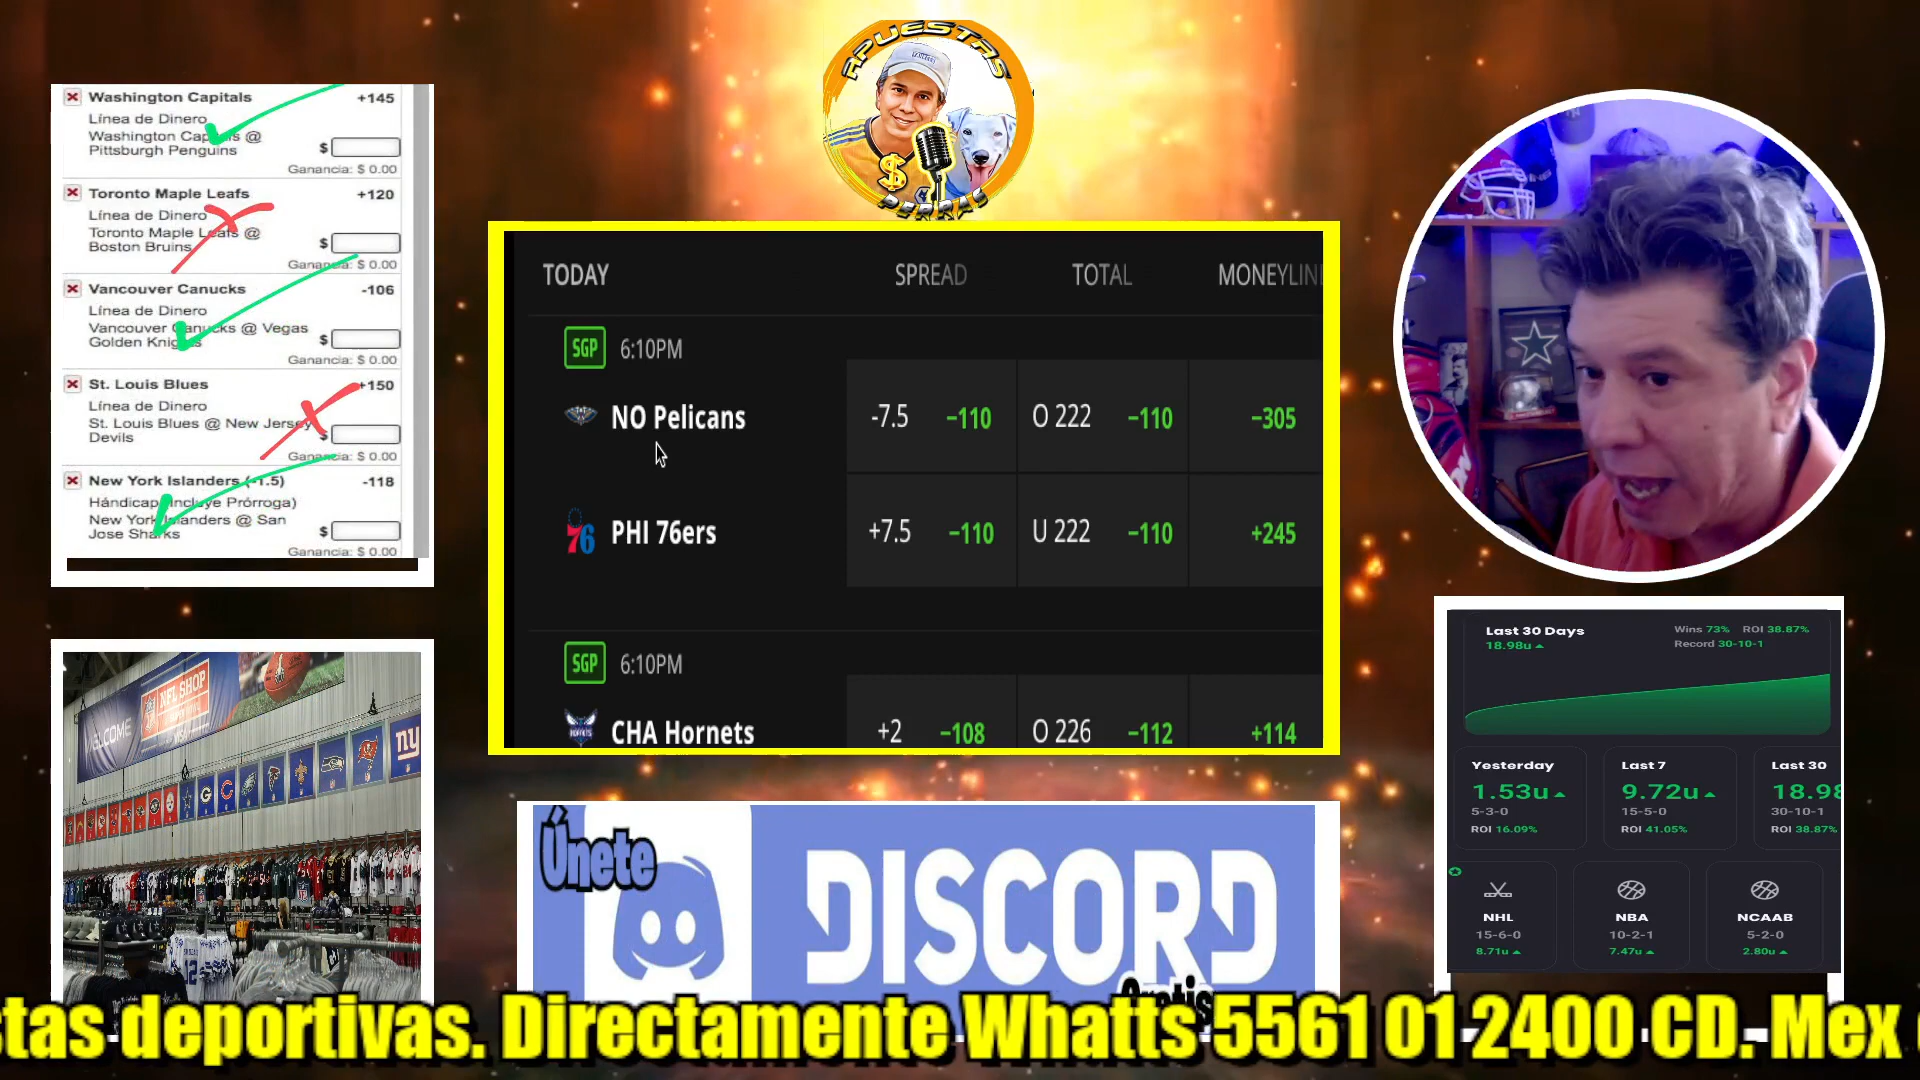 APUESTAS
$
PERRAS
Washington Capitals +145
Línea de Dinero
Washington Capitals @
Pittsburgh Penguins $
Ganancia: $ 0.00
Toronto Maple Leafs +120
Línea de Dinero
Toronto Maple Leafs @
Boston Bruins $
Ganancia: $ 0.00
Vancouver Canucks -106
Línea de Dinero
Vancouver Canucks @ Vegas
Golden Knights $
Ganancia: $ 0.00
St. Louis Blues +150
Línea de Dinero
St. Louis Blues @ New Jersey
Devils $
Ganancia: $ 0.00
New York Islanders (-1.5) -118
Hándicap (Incluye Prórroga)
New York Islanders @ San
Jose Sharks $
Ganancia: $ 0.00
TODAY SPREAD TOTAL MONEYLIN
SGP 6:10PM
NO Pelicans -7.5 −110 O 222 −110 −305
76 PHI 76ers +7.5 −110 U 222 −110 +245
SGP 6:10PM
CHA Hornets +2 −108 O 226 −112 +114
Last 30 Days Wins 73% ROI 38.87%
18.98u Record 30-10-1
Yesterday Last 7 Last 30
1.53u 9.72u 18.98
5-3-0 15-5-0 30-10-1
ROI 16.09% ROI 41.05% ROI 38.87%
NHL NBA NCAAB
15-6-0 10-2-1 5-2-0
8.71u 7.47u 2.80u
WELCOME
NFL SHOP
VISA
ny
12
Únete
DISCORD
Gratis
stas deportivas. Directamente Whatts 5561 01 2400 CD. Mex